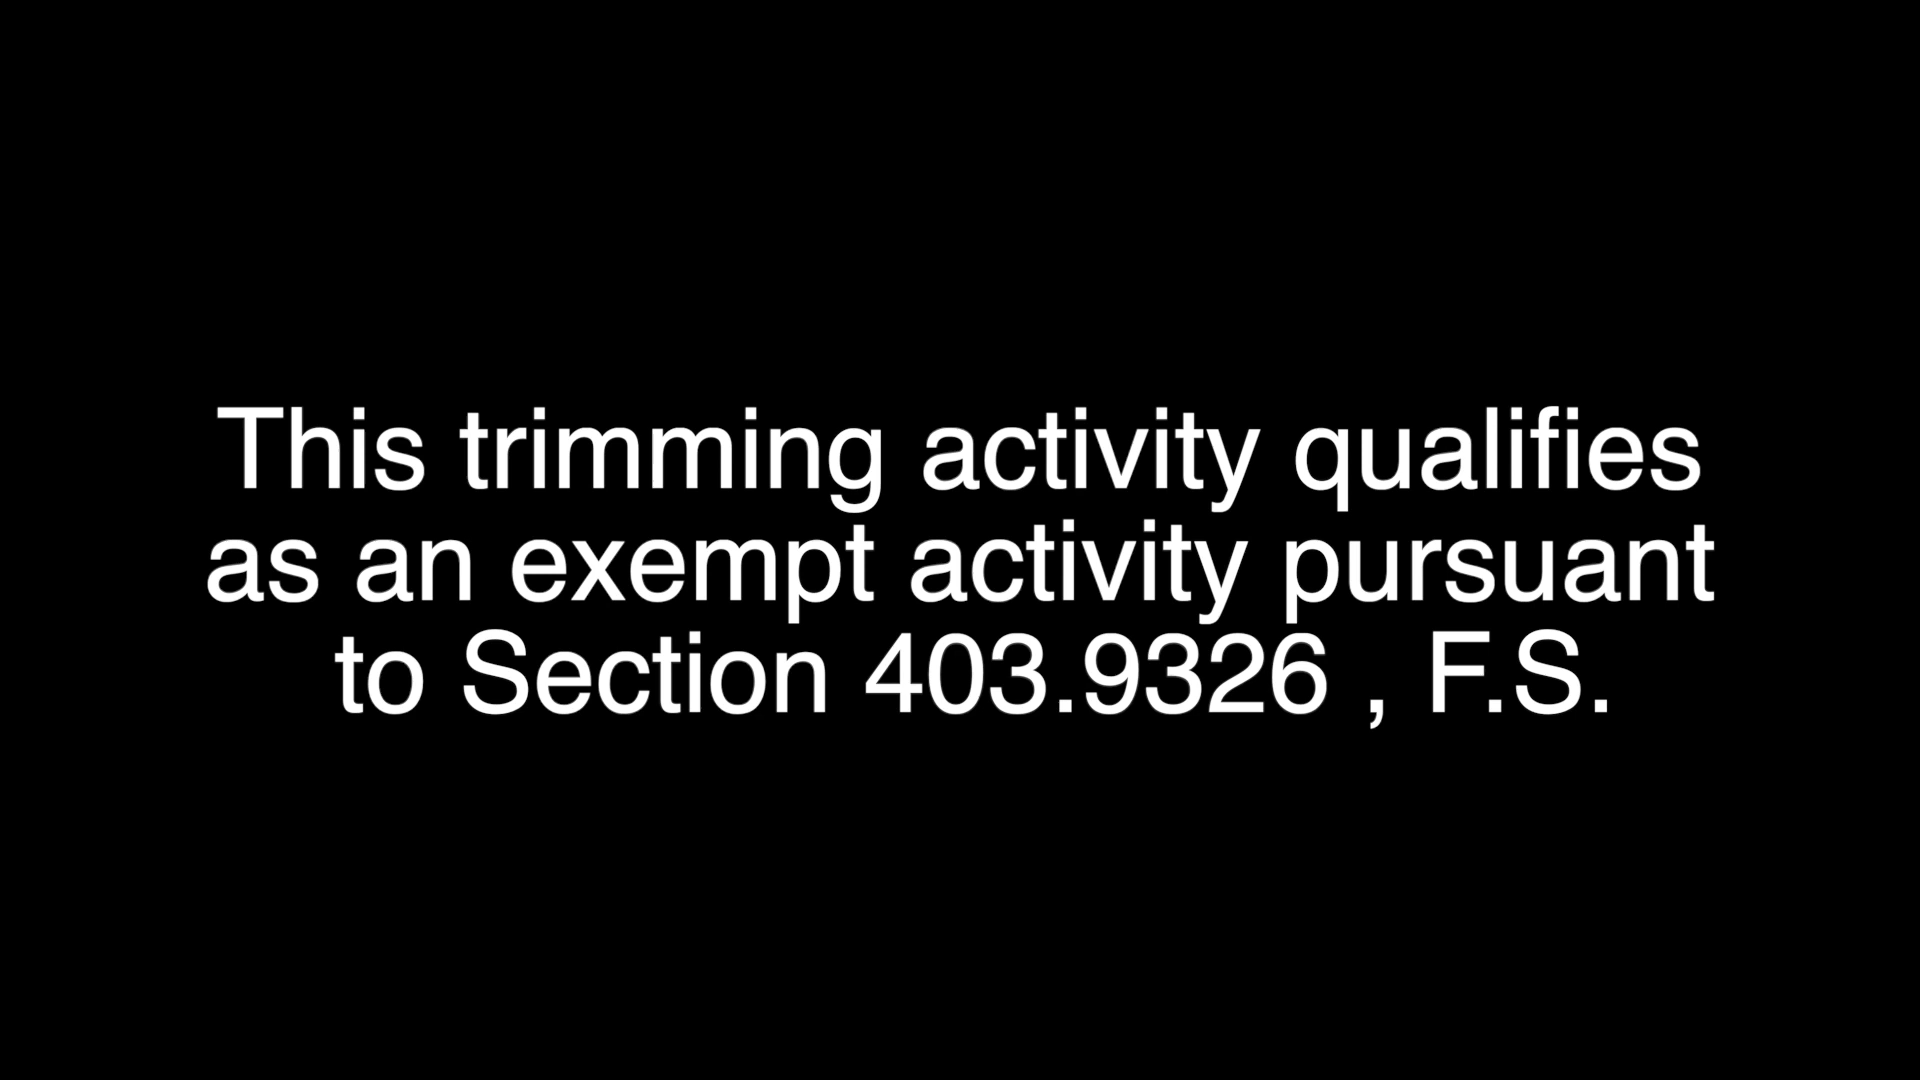 This trimming activity qualifies
as an exempt activity pursuant
to Section 403.9326 , F.S.